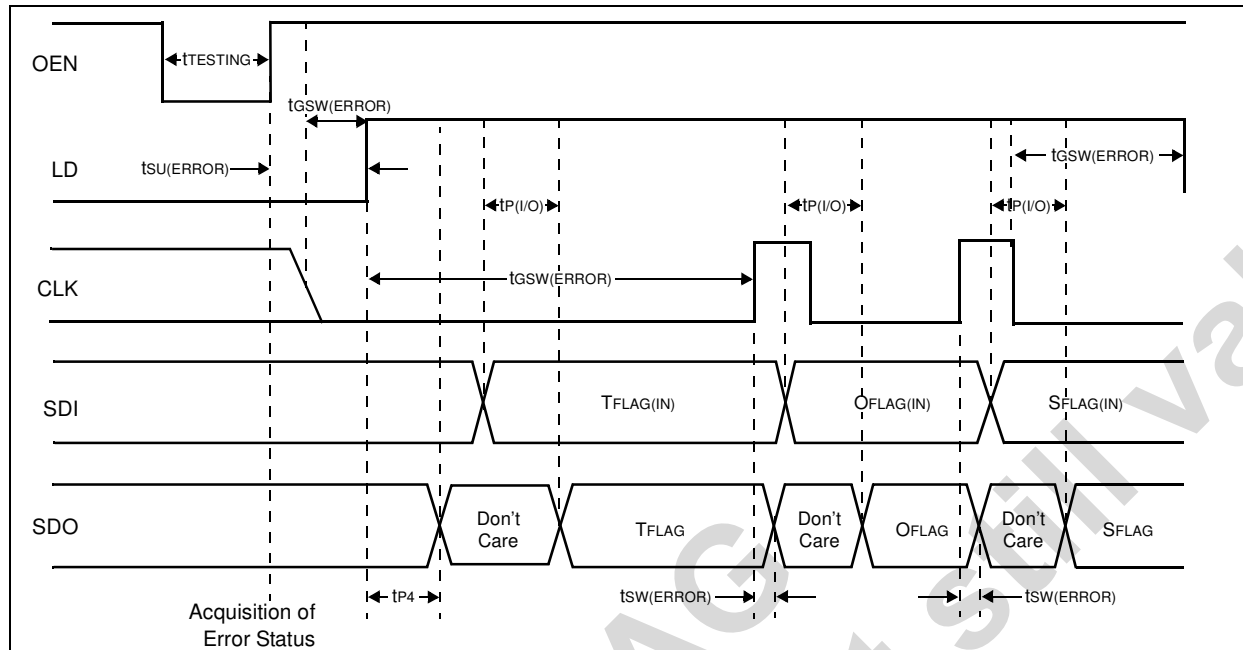 OEN
tTESTING
tGSW(ERROR)
LD
tSU(ERROR)
tGSW(ERROR)
tP(I/O)
tP(I/O)
tP(I/O)
CLK
tGSW(ERROR)
SDI
TFLAG(IN)
OFLAG(IN)
SFLAG(IN)
SDO
Don't
Care
TFLAG
Don't
Care
OFLAG
Don't
Care
SFLAG
tP4
tSW(ERROR)
tSW(ERROR)
Acquisition of
Error Status
AG
still